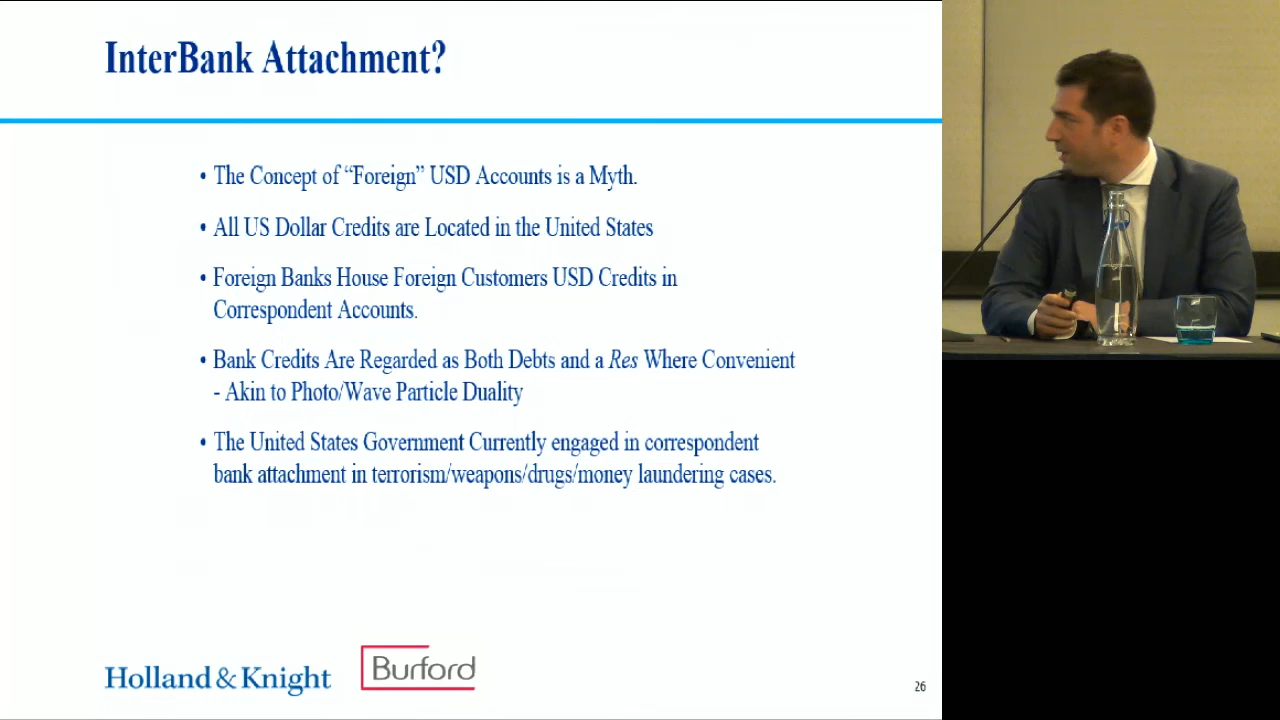 InterBank Attachment?
• The Concept of “Foreign” USD Accounts is a Myth.
• All US Dollar Credits are Located in the United States
• Foreign Banks House Foreign Customers USD Credits in
Correspondent Accounts.
• Bank Credits Are Regarded as Both Debts and a Res Where Convenient
- Akin to Photo/Wave Particle Duality
• The United States Government Currently engaged in correspondent
bank attachment in terrorism/weapons/drugs/money laundering cases.
Holland & Knight
Burford
26